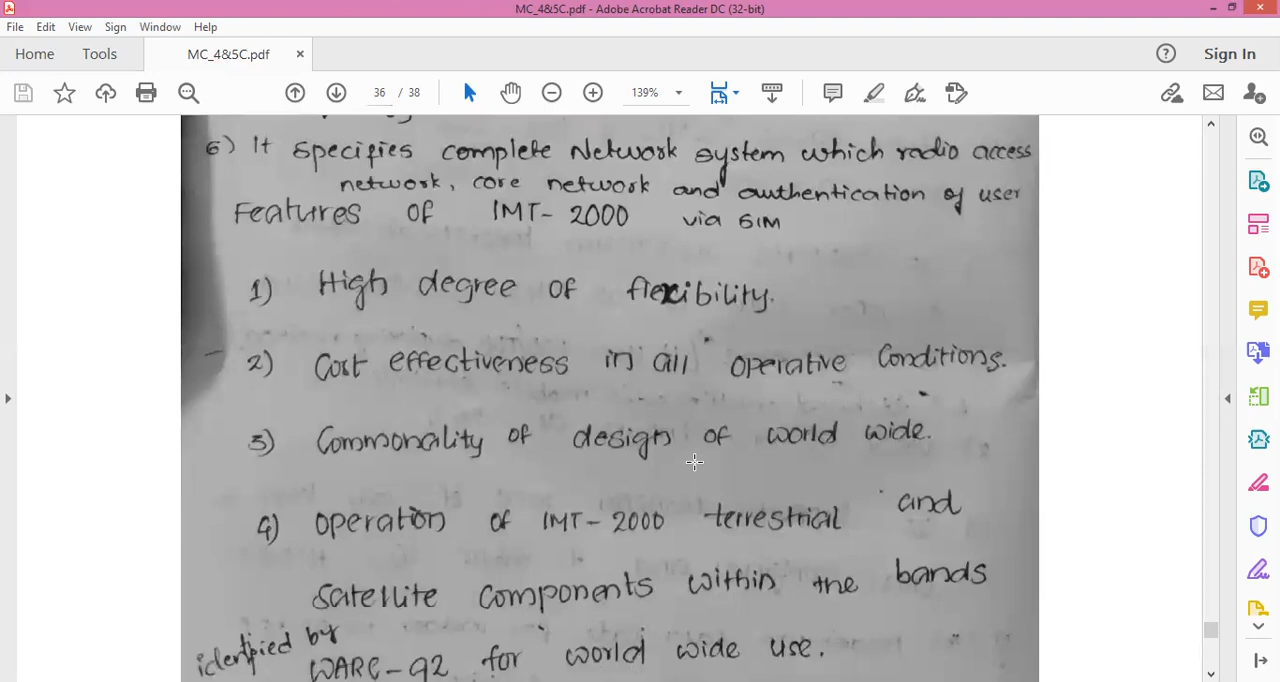 MC_4&5C.pdf - Adobe Acrobat Reader DC (32-bit)
File Edit View Sign Window Help
Home Tools MC_4&5C.pdf × Sign In
36 / 38 139%
6) It specifies complete Network system which radio access
network, core network and authentication of user
Features of IMT-2000 via SIM
1) High degree of flexibility.
2) Cost effectiveness in all operative Conditions.
3) Commonality of design of world wide.
4) operation of IMT-2000 terrestrial and
satellite components within the bands
identified by
WARC-92 for world wide use.